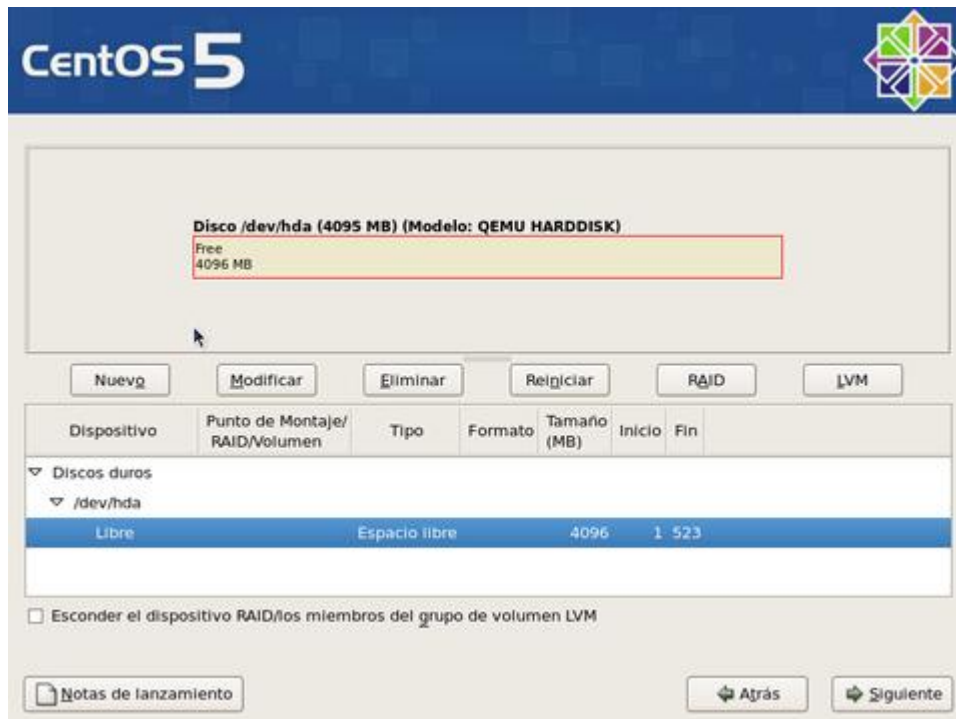 CentOS 5
Disco /dev/hda (4095 MB) (Modelo: QEMU HARDDISK)
Free
4096 MB
Nuevo
Modificar
Eliminar
Reiniciar
RAID
LVM
Dispositivo
Punto de Montaje/
RAID/Volumen
Tipo
Formato
Tamaño
(MB)
Inicio
Fin
Discos duros
/dev/hda
Libre Espacio libre 4096 1 523
Esconder el dispositivo RAID/los miembros del grupo de volumen LVM
Notas de lanzamiento
Atrás
Siguiente